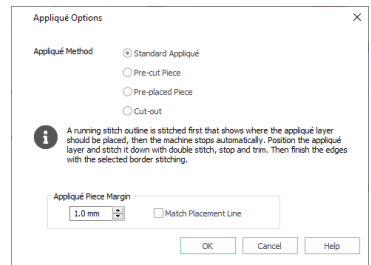 Appliqué Options
Appliqué Method
Standard Appliqué
Pre-cut Piece
Pre-placed Piece
Cut-out
A running stitch outline is stitched first that shows where the appliqué layer
should be placed, then the machine stops automatically. Position the appliqué
layer and stitch it down with double stitch, stop and trim. Then finish the edges
with the selected border stitching.
Appliqué Piece Margin
1.0 mm
Match Placement Line
OK Cancel Help